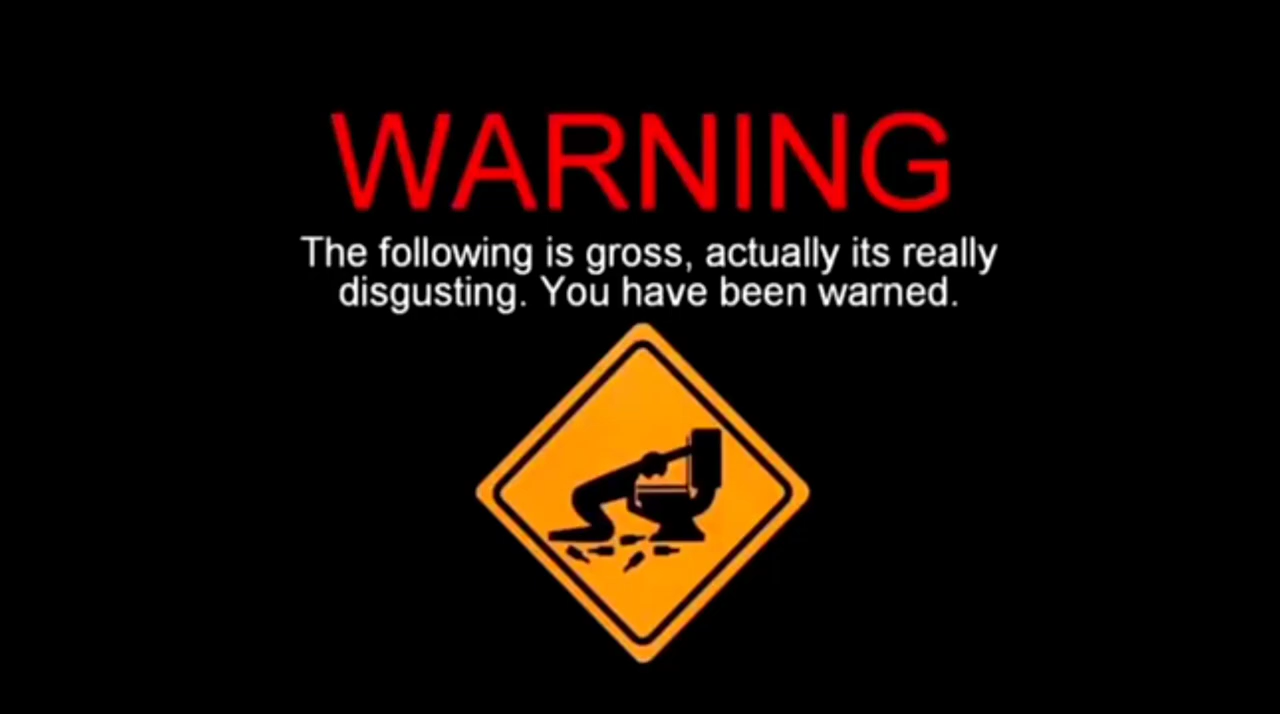 WARNING
The following is gross, actually its really
disgusting. You have been warned.